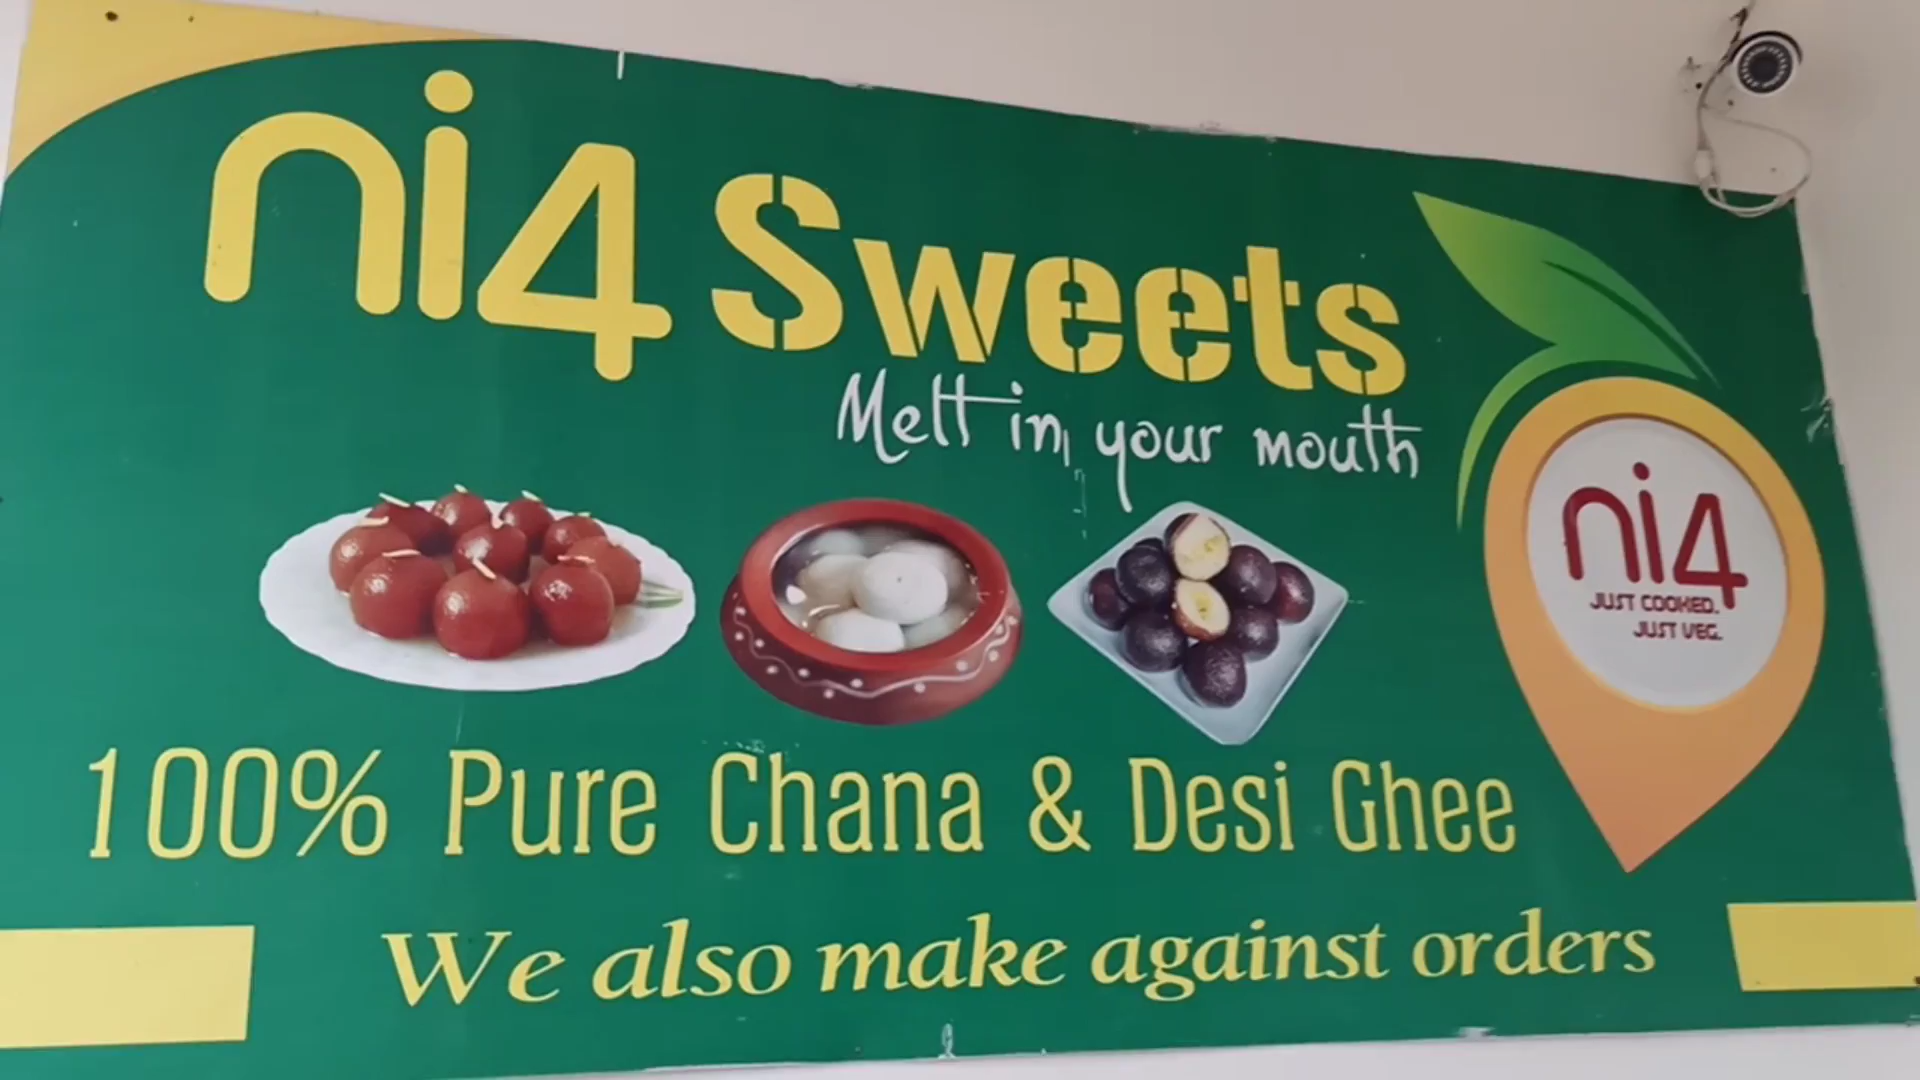 ni4 Sweets
Melt in your mouth
ni4
JUST COOKED.
JUST VEG.
100% Pure Chana & Desi Ghee
We also make against orders